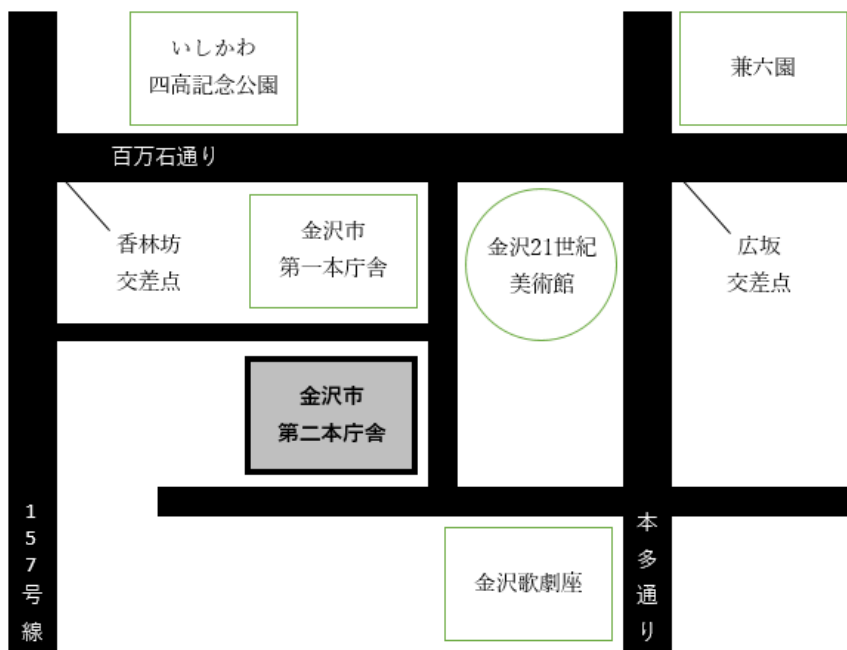 いしかわ
四高記念公園
兼六園
百万石通り
香林坊
交差点
金沢市
第一本庁舎
金沢21世紀
美術館
広坂
交差点
金沢市
第二本庁舎
157号線
本多通り
金沢歌劇座